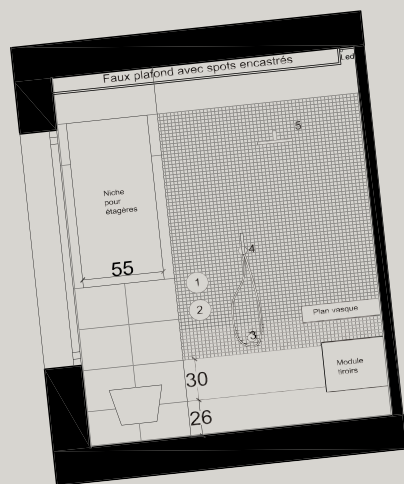 Faux plafond avec spots encastrés
Led
5
Niche
pour
étagères
4
55
1
2
Plan vasque
3
Module
tiroirs
30
26